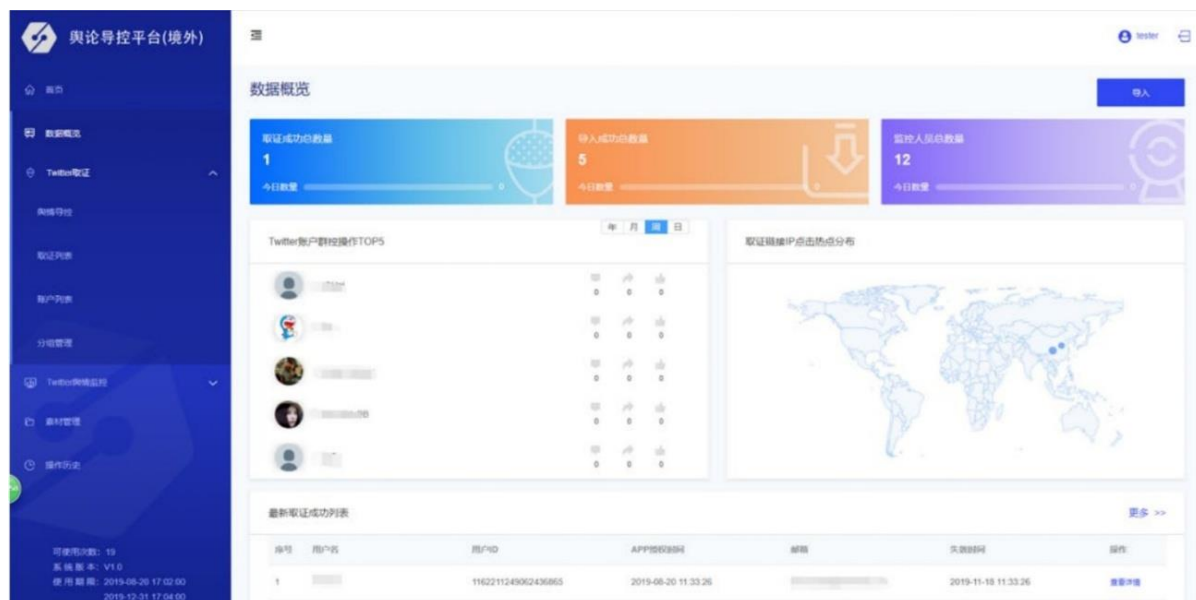 舆论导控平台(境外)
tester
首页
数据概览
Twitter取证
舆情导控
取证列表
账户列表
分组管理
Twitter舆情监控
素材管理
操作历史
可使用次数: 19
系统版本: V1.0
使用期限: 2019-08-20 17:02:00
2019-12-31 17:04:00
数据概览
导入
取证成功总数量
1
今日数量 0
导入成功总数量
5
今日数量 0
监控人员总数量
12
今日数量 0
Twitter账户群控操作TOP5
年 月 周 日
0 0 0
0 0 0
0 0 0
0 0 0
0 0 0
取证链接IP点击热点分布
最新取证成功列表
更多 >>
序号 用户名 用户ID APP授权时间 邮箱 失效时间 操作
1 1162211249062436865 2019-08-20 11:33:26 2019-11-18 11:33:26 查看详情